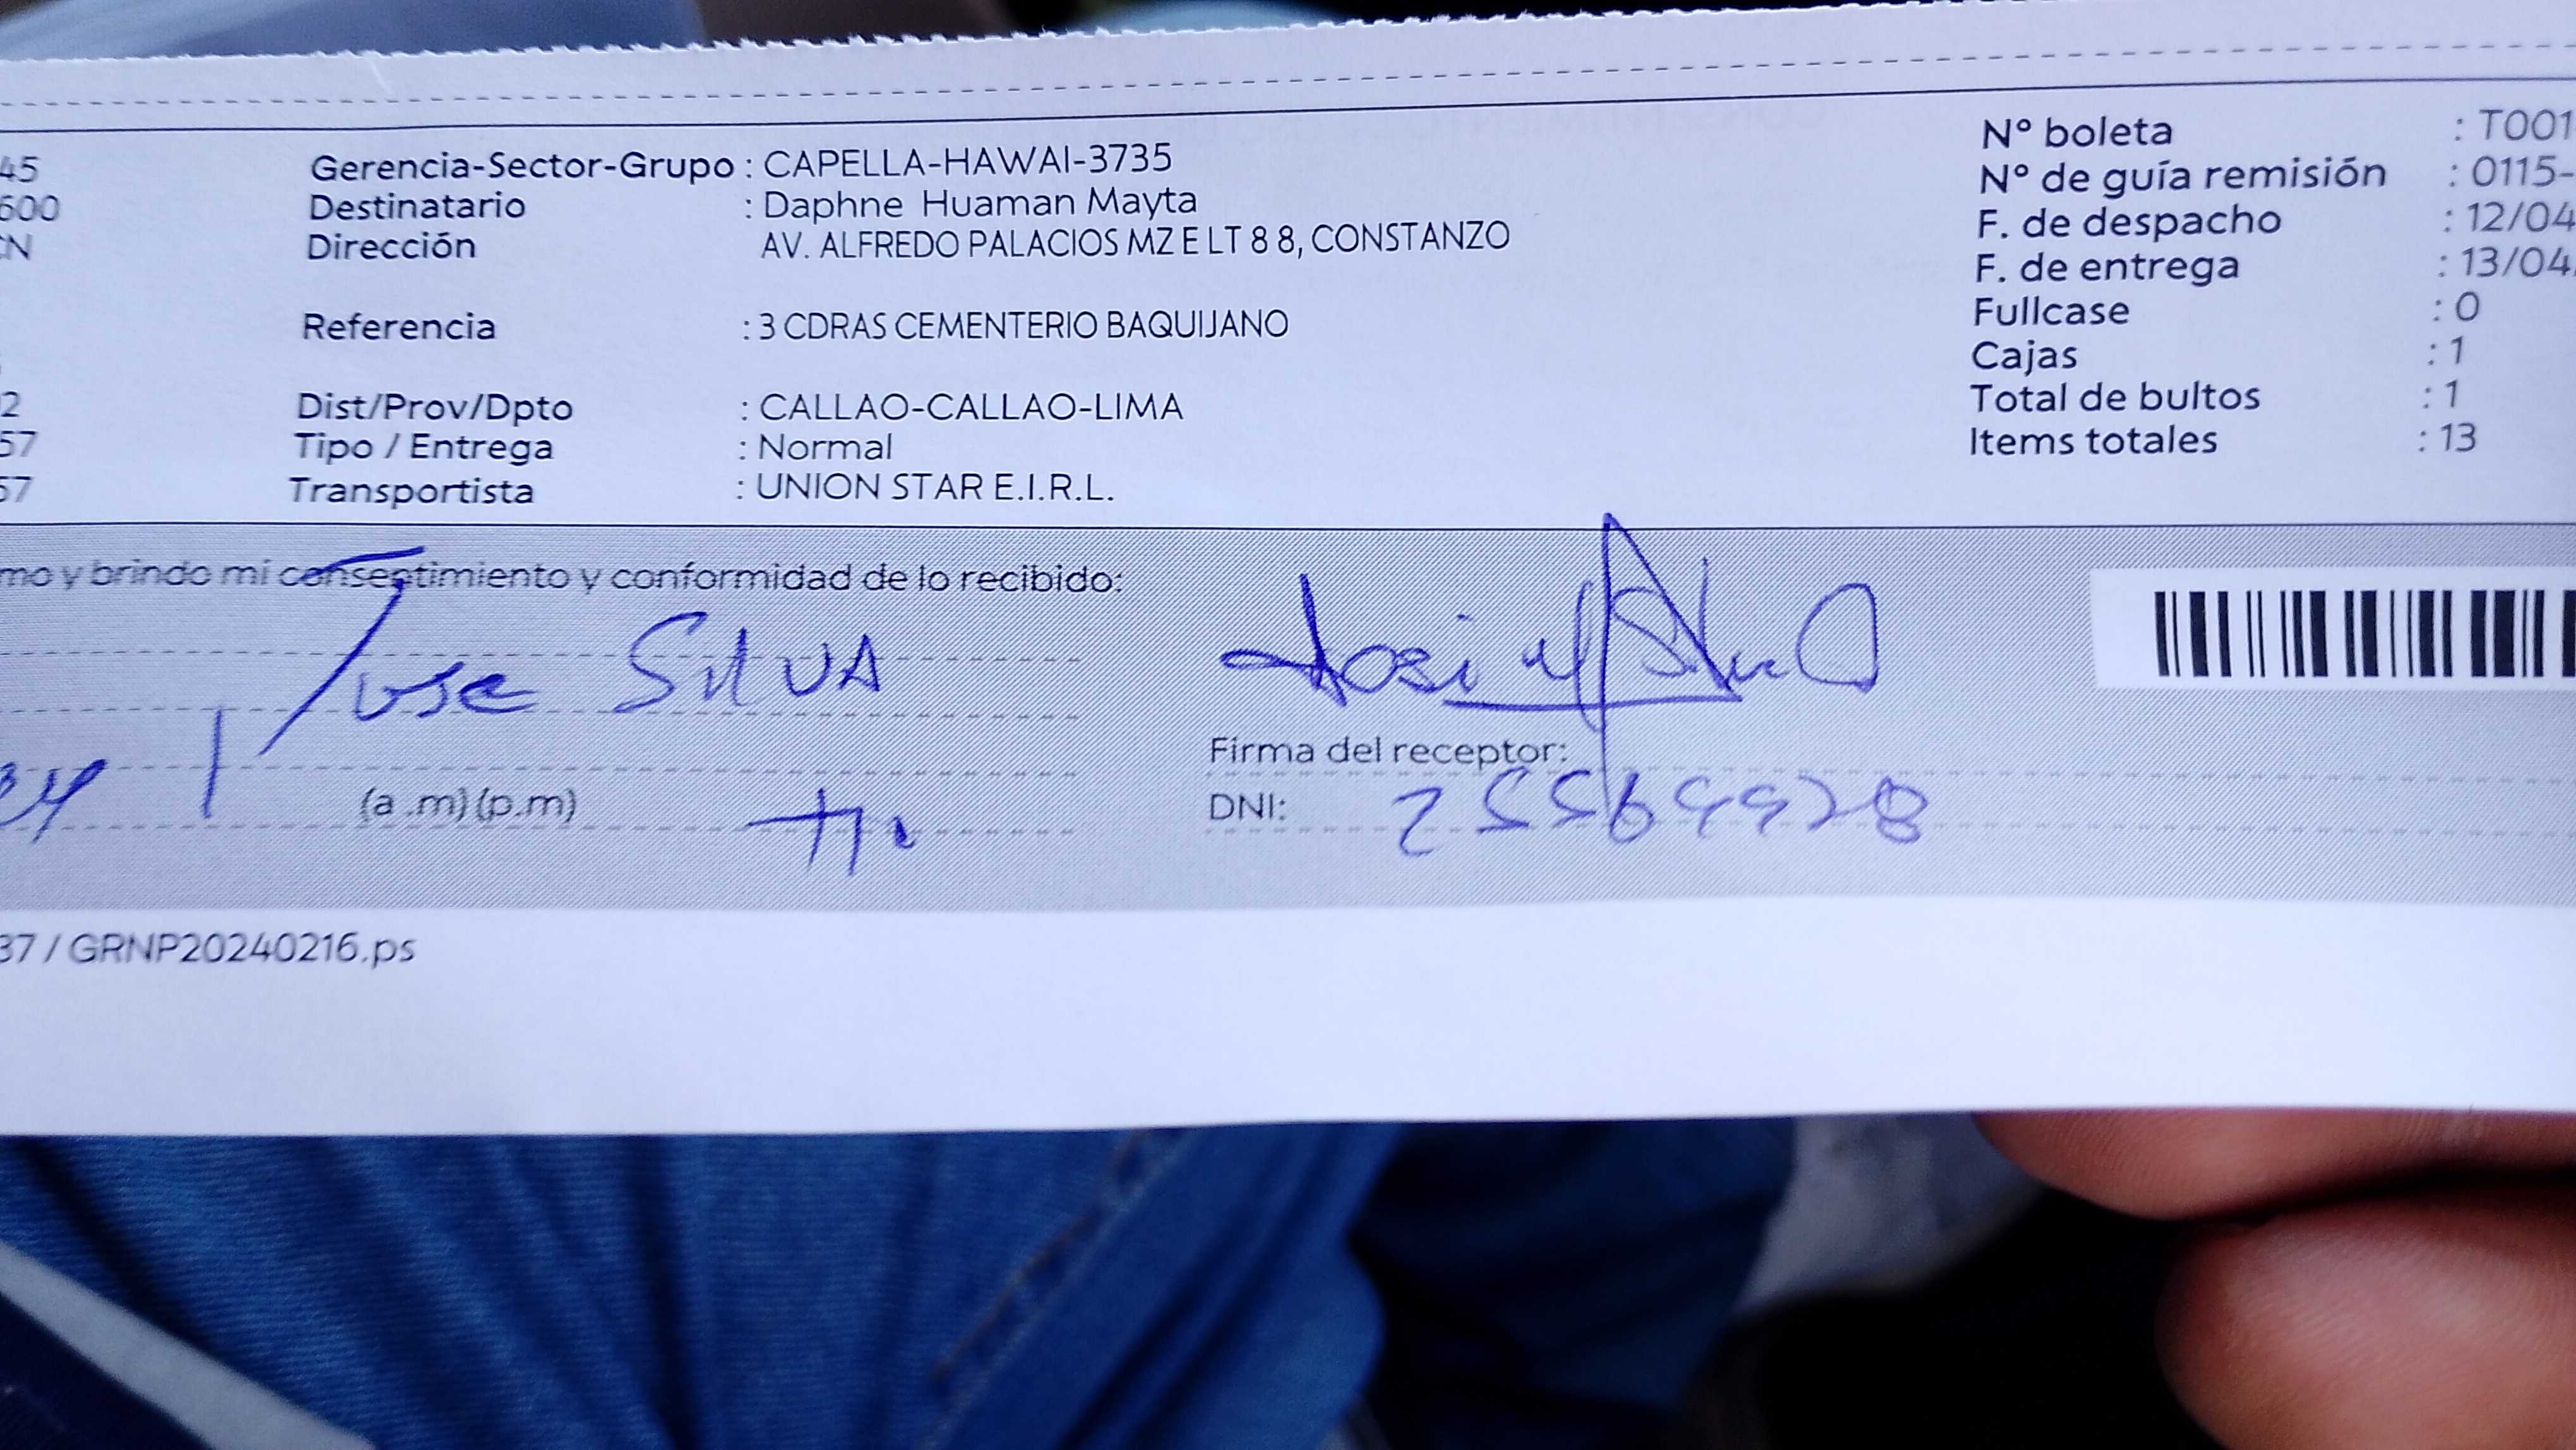 45 Gerencia-Sector-Grupo : CAPELLA-HAWAI-3735 Nº boleta : T001
600 Destinatario : Daphne Huaman Mayta Nº de guía remisión : 0115-
CN Dirección AV. ALFREDO PALACIOS MZ E LT 8 8, CONSTANZO F. de despacho : 12/04
F. de entrega : 13/04
Referencia : 3 CDRAS CEMENTERIO BAQUIJANO Fullcase : 0
Cajas : 1
2 Dist/Prov/Dpto : CALLAO-CALLAO-LIMA Total de bultos : 1
57 Tipo / Entrega : Normal Items totales : 13
57 Transportista : UNION STAR E.I.R.L.
mo y brindo mi consentimiento y conformidad de lo recibido:
Jose SilVA
Firma del receptor:
(a .m) (p.m) DNI:
37 / GRNP20240216.ps